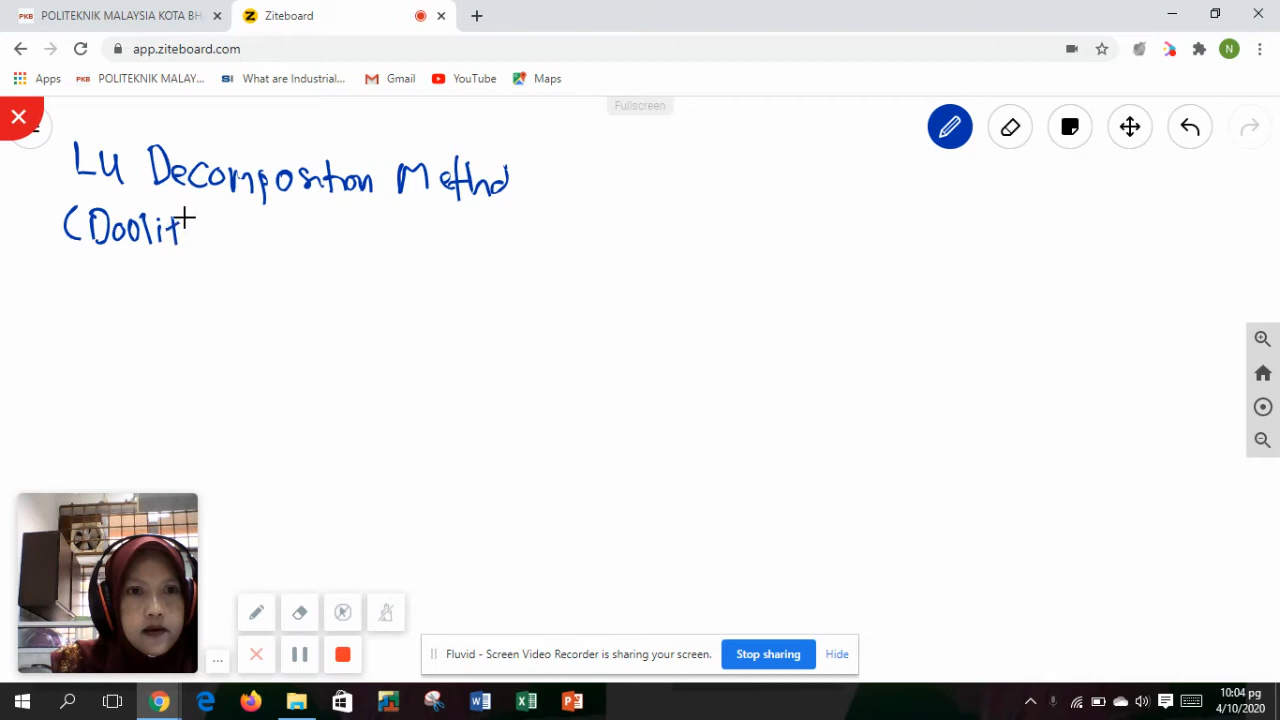 POLITEKNIK MALAYSIA KOTA BH
Ziteboard
app.ziteboard.com
Apps
POLITEKNIK MALAY...
What are Industrial...
Gmail
YouTube
Maps
Fullscreen
LU Decomposition Method
(Doolit
Fluvid - Screen Video Recorder is sharing your screen.
Stop sharing
Hide
10:04 pg
4/10/2020